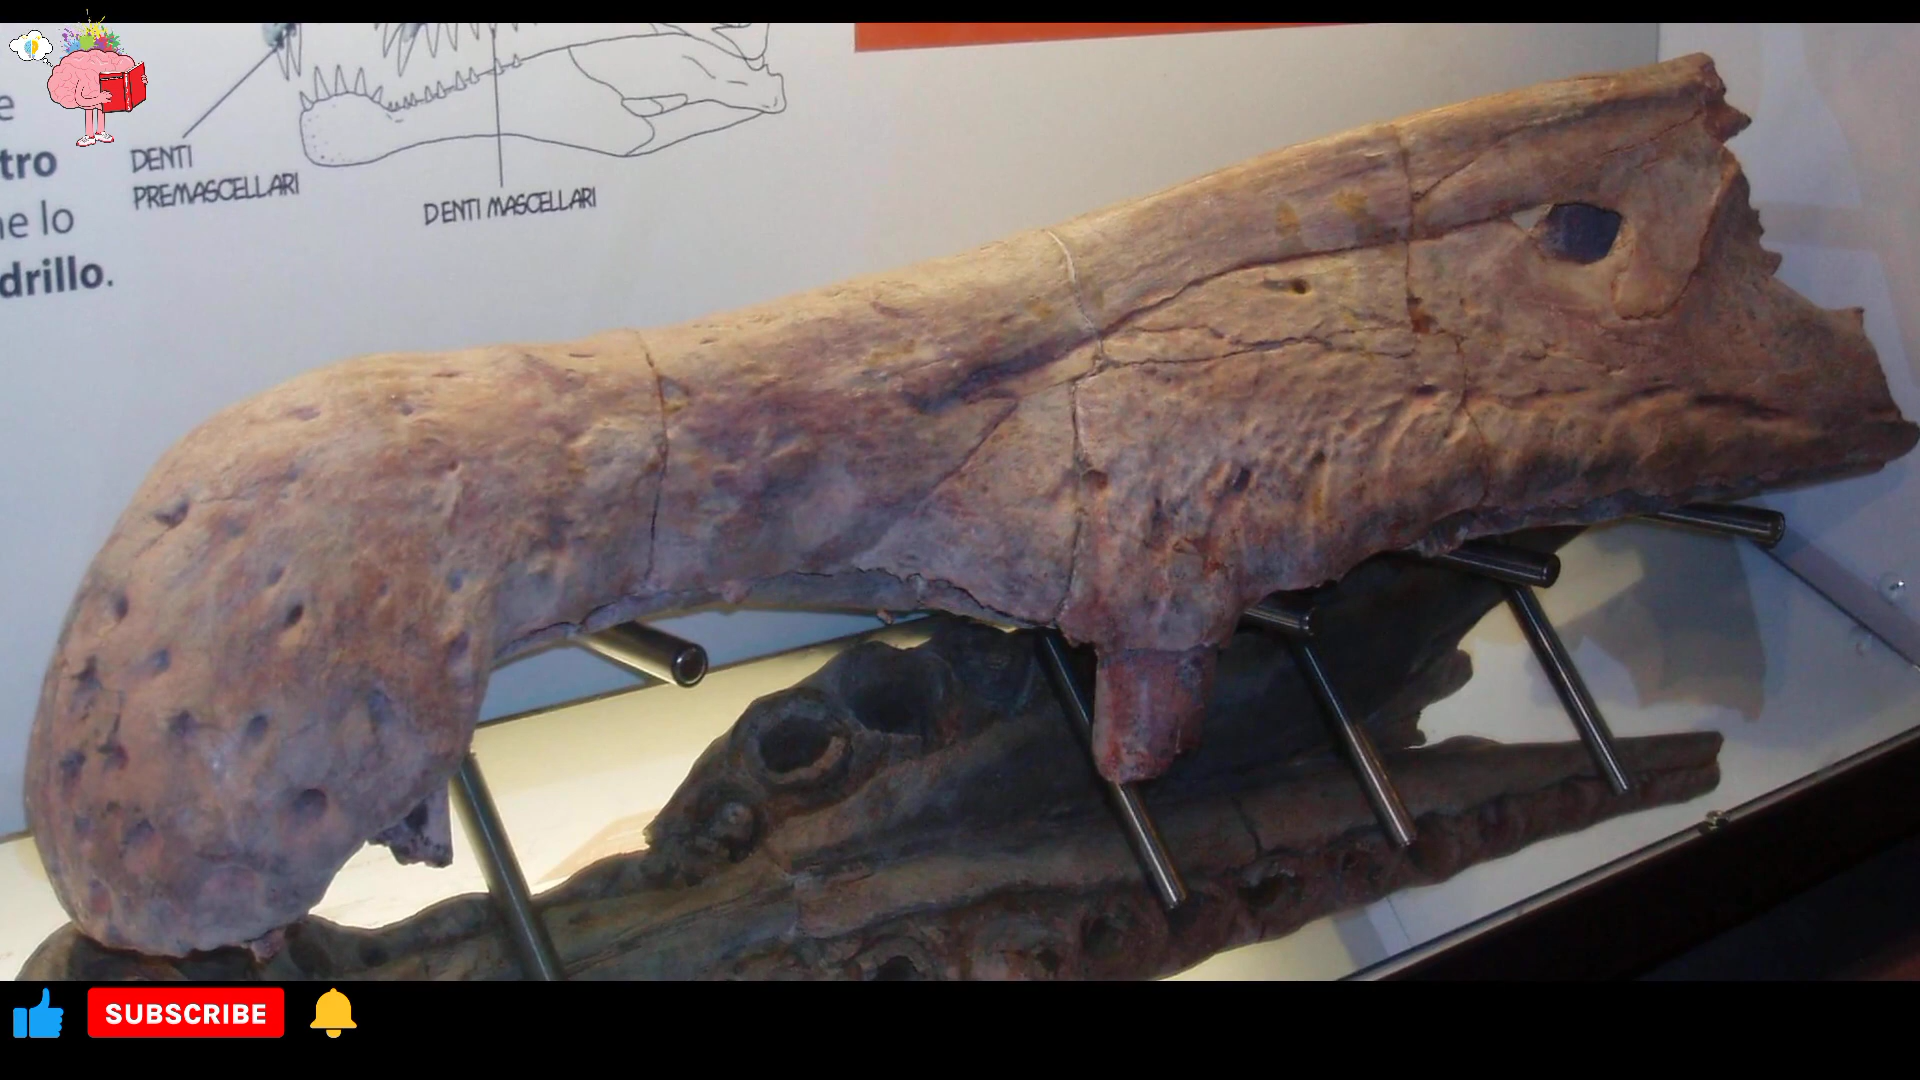 e
tro
ne lo
drillo.
DENTI
PREMASCELLARI
DENTI MASCELLARI
SUBSCRIBE